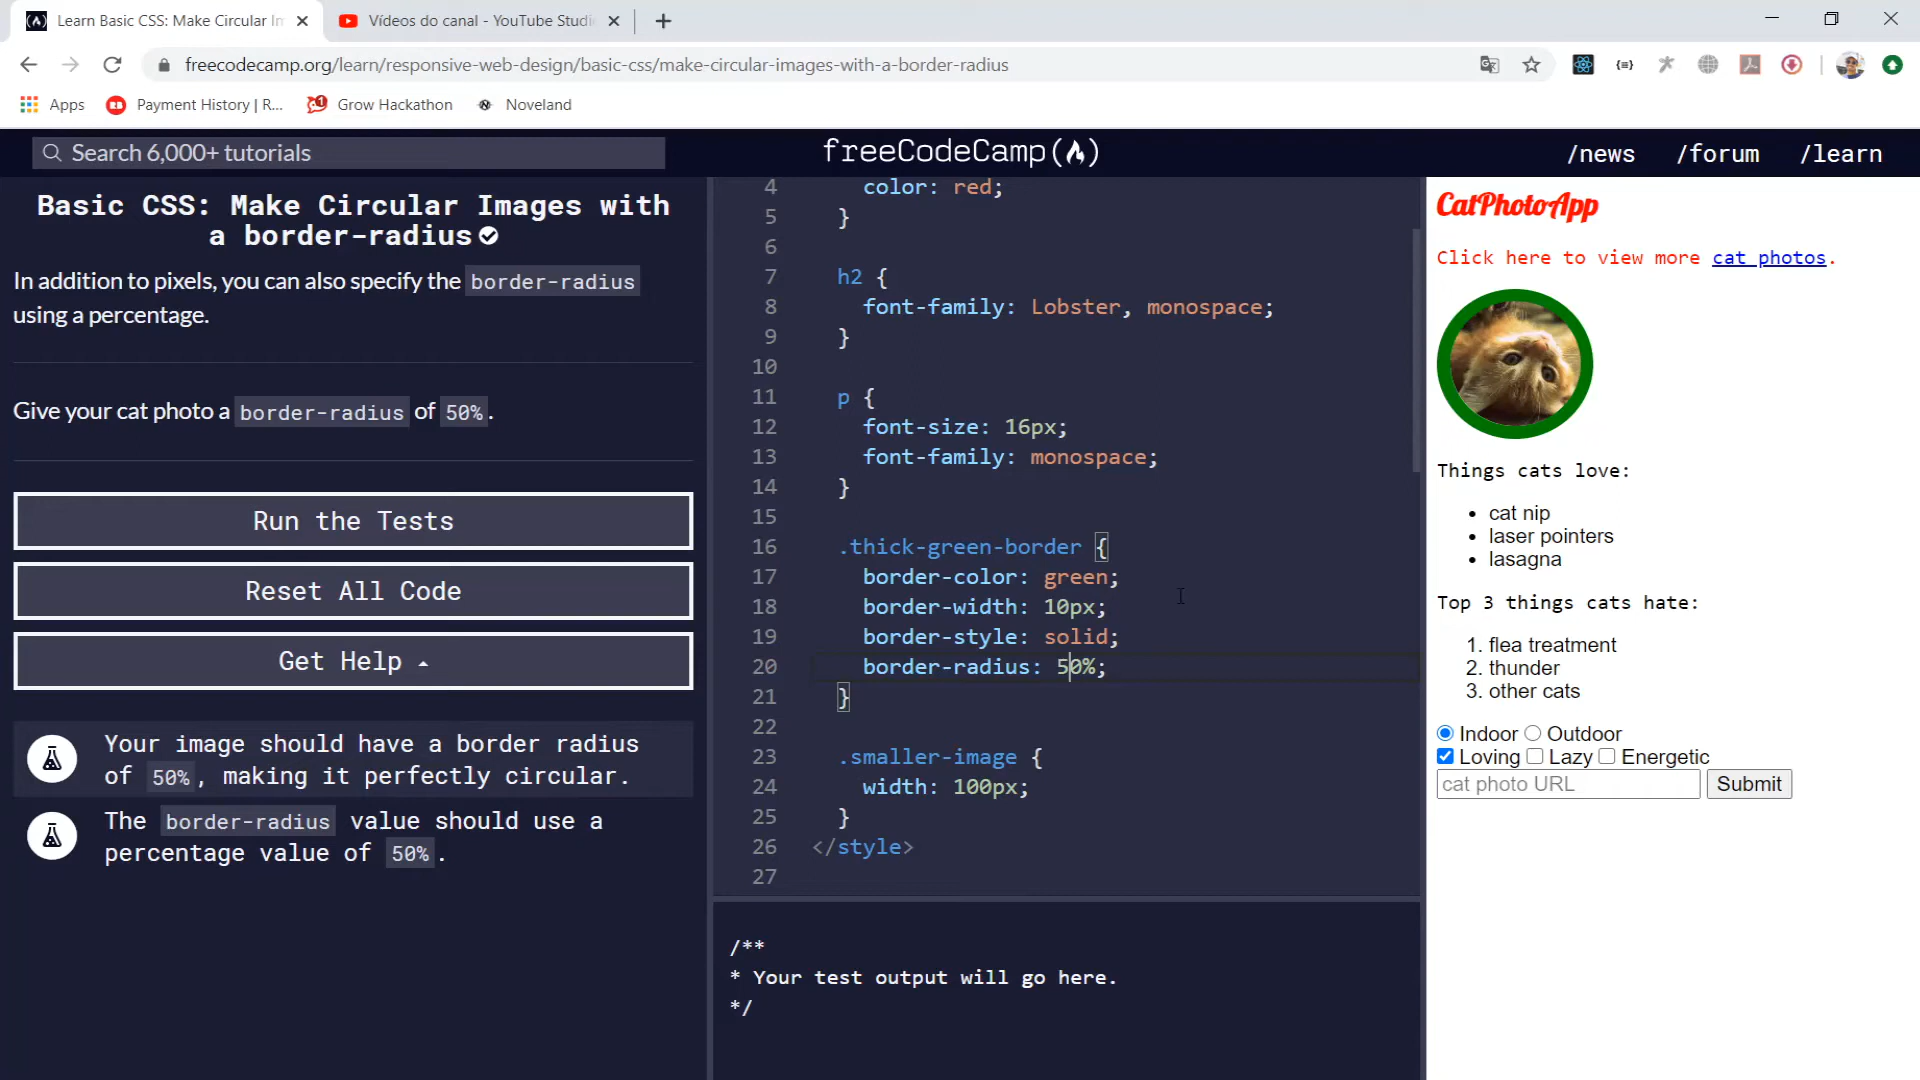 Learn Basic CSS: Make Circular Im
Vídeos do canal - YouTube Studio
freecodecamp.org/learn/responsive-web-design/basic-css/make-circular-images-with-a-border-radius
Apps
Payment History | R...
Grow Hackathon
Noveland
Search 6,000+ tutorials
freeCodeCamp
/news
/forum
/learn
Basic CSS: Make Circular Images with
a border-radius
In addition to pixels, you can also specify the border-radius
using a percentage.
Give your cat photo a border-radius of 50%.
Run the Tests
Reset All Code
Get Help
Your image should have a border radius
of 50%, making it perfectly circular.
The border-radius value should use a
percentage value of 50%.
4 color: red;
5 }
6
7 h2 {
8 font-family: Lobster, monospace;
9 }
10
11 p {
12 font-size: 16px;
13 font-family: monospace;
14 }
15
16 .thick-green-border {
17 border-color: green;
18 border-width: 10px;
19 border-style: solid;
20 border-radius: 50%;
21 }
22
23 .smaller-image {
24 width: 100px;
25 }
26 </style>
27
/**
* Your test output will go here.
*/
CatPhotoApp
Click here to view more cat photos.
Things cats love:
• cat nip
• laser pointers
• lasagna
Top 3 things cats hate:
1. flea treatment
2. thunder
3. other cats
Indoor Outdoor
Loving Lazy Energetic
cat photo URL Submit